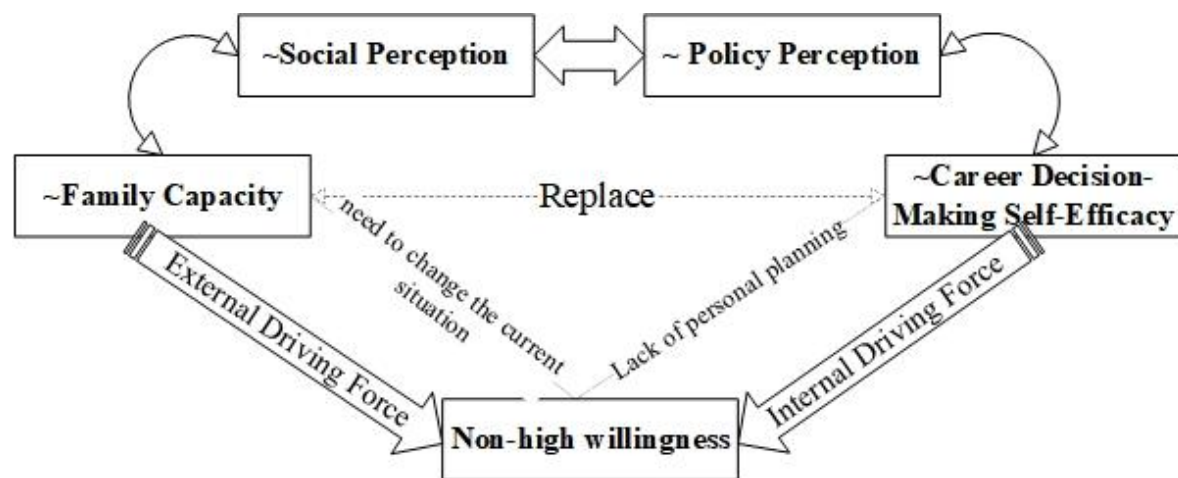 ~Social Perception
~ Policy Perception
~Family Capacity
Replace
~Career Decision-
Making Self-Efficacy
need to change the current
situation
Lack of personal planning
External Driving Force
Internal Driving Force
Non-high willingness